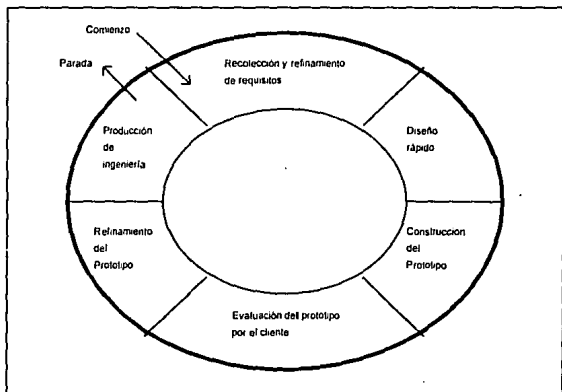 Comienzo
Parada
Recolección y refinamiento
de requisitos
Diseño
rápido
Construccion
del
Prototipo
Evaluación del prototipo
por el cliente
Refinamiento
del
Prototipo
Producción
de
ingeniería